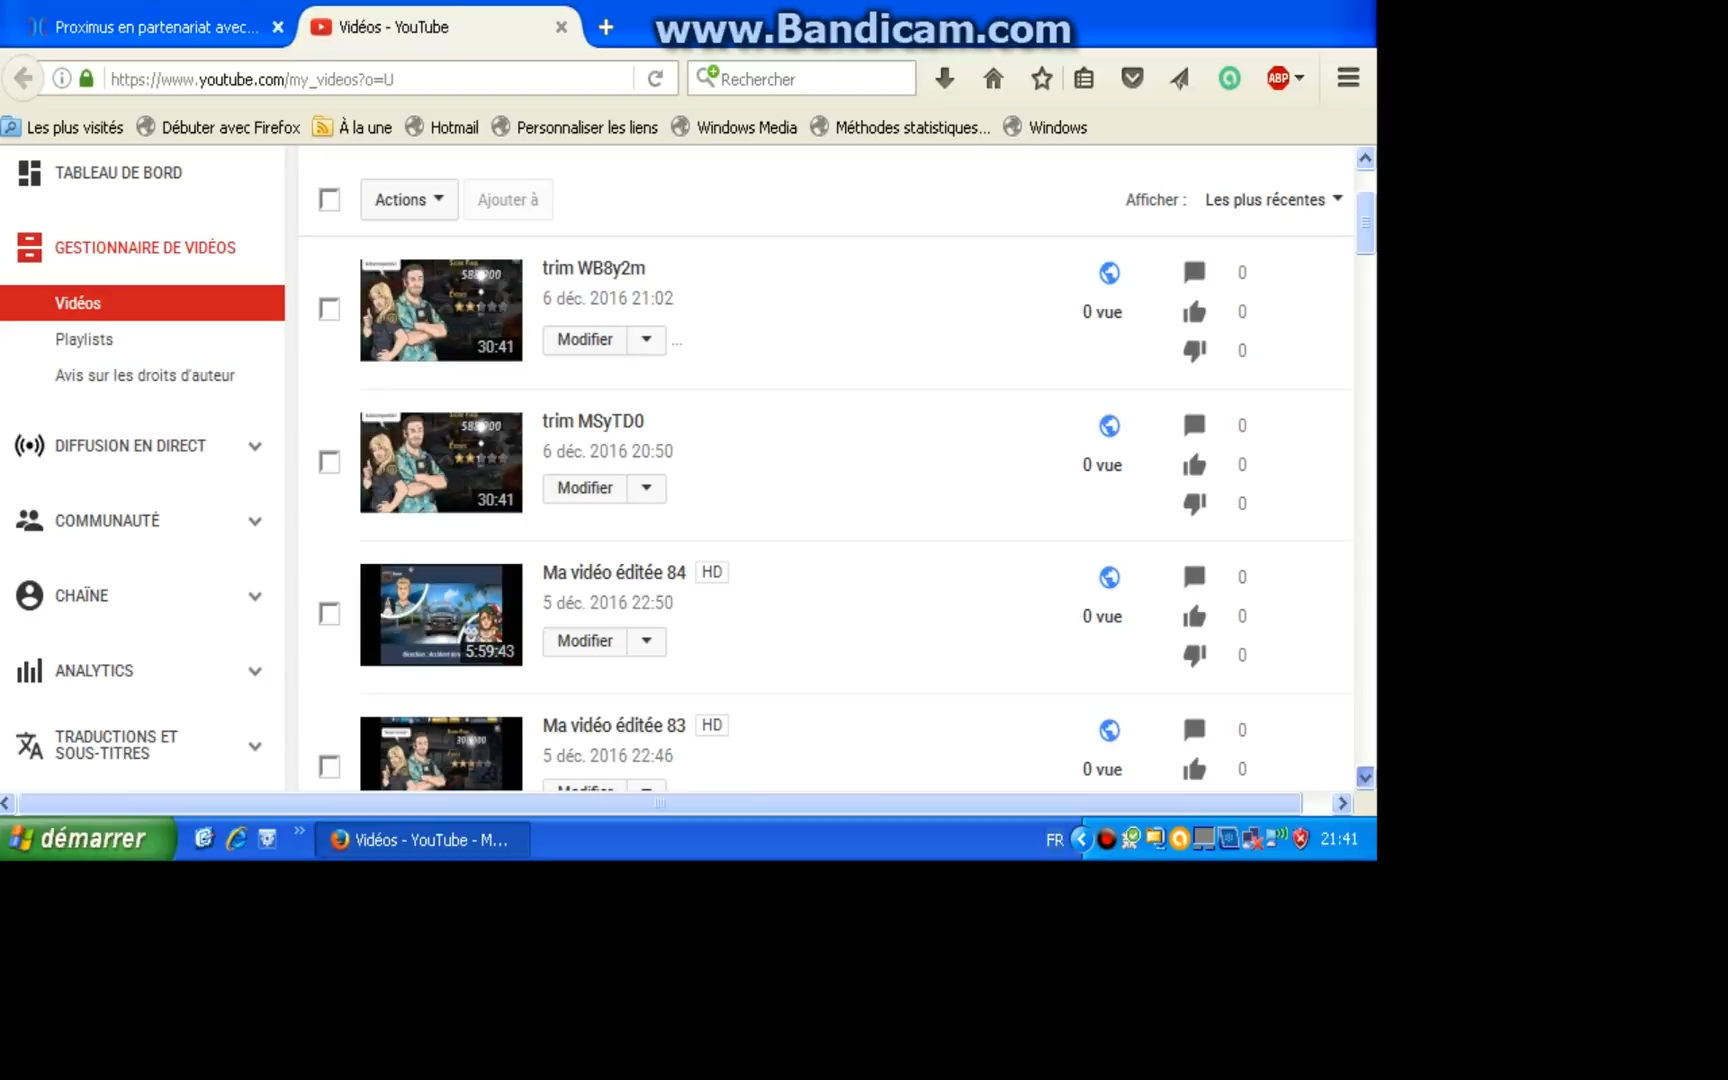 Proximus en partenariat avec...
Vidéos - YouTube
www.Bandicam.com
https://www.youtube.com/my_videos?o=U
Rechercher
ABP
Les plus visités
Débuter avec Firefox
À la une
Hotmail
Personnaliser les liens
Windows Media
Méthodes statistiques...
Windows
TABLEAU DE BORD
GESTIONNAIRE DE VIDÉOS
Vidéos
Playlists
Avis sur les droits d'auteur
DIFFUSION EN DIRECT
COMMUNAUTÉ
CHAÎNE
ANALYTICS
TRADUCTIONS ET
SOUS-TITRES
Actions
Ajouter à
Afficher :
Les plus récentes
30:41
trim WB8y2m
6 déc. 2016 21:02
Modifier
...
0 vue
0
0
0
30:41
trim MSyTD0
6 déc. 2016 20:50
Modifier
0 vue
0
0
0
5:59:43
Ma vidéo éditée 84 HD
5 déc. 2016 22:50
Modifier
0 vue
0
0
0
Ma vidéo éditée 83 HD
5 déc. 2016 22:46
Modifier
0 vue
0
0
démarrer
Vidéos - YouTube - M...
FR
21:41